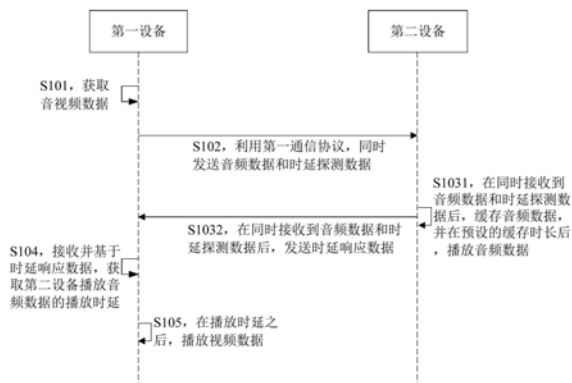 第一设备
第二设备
S101，获取
音视频数据
S102，利用第一通信协议，同时
发送音频数据和时延探测数据
S1031，在同时接收到
音频数据和时延探测数
据后，缓存音频数据，
并在预设的缓存时长后
，播放音频数据
S1032，在同时接收到音频数据和时
延探测数据后，发送时延响应数据
S104，接收并基于
时延响应数据，获
取第二设备播放音
频数据的播放时延
S105，在播放时延之
后，播放视频数据